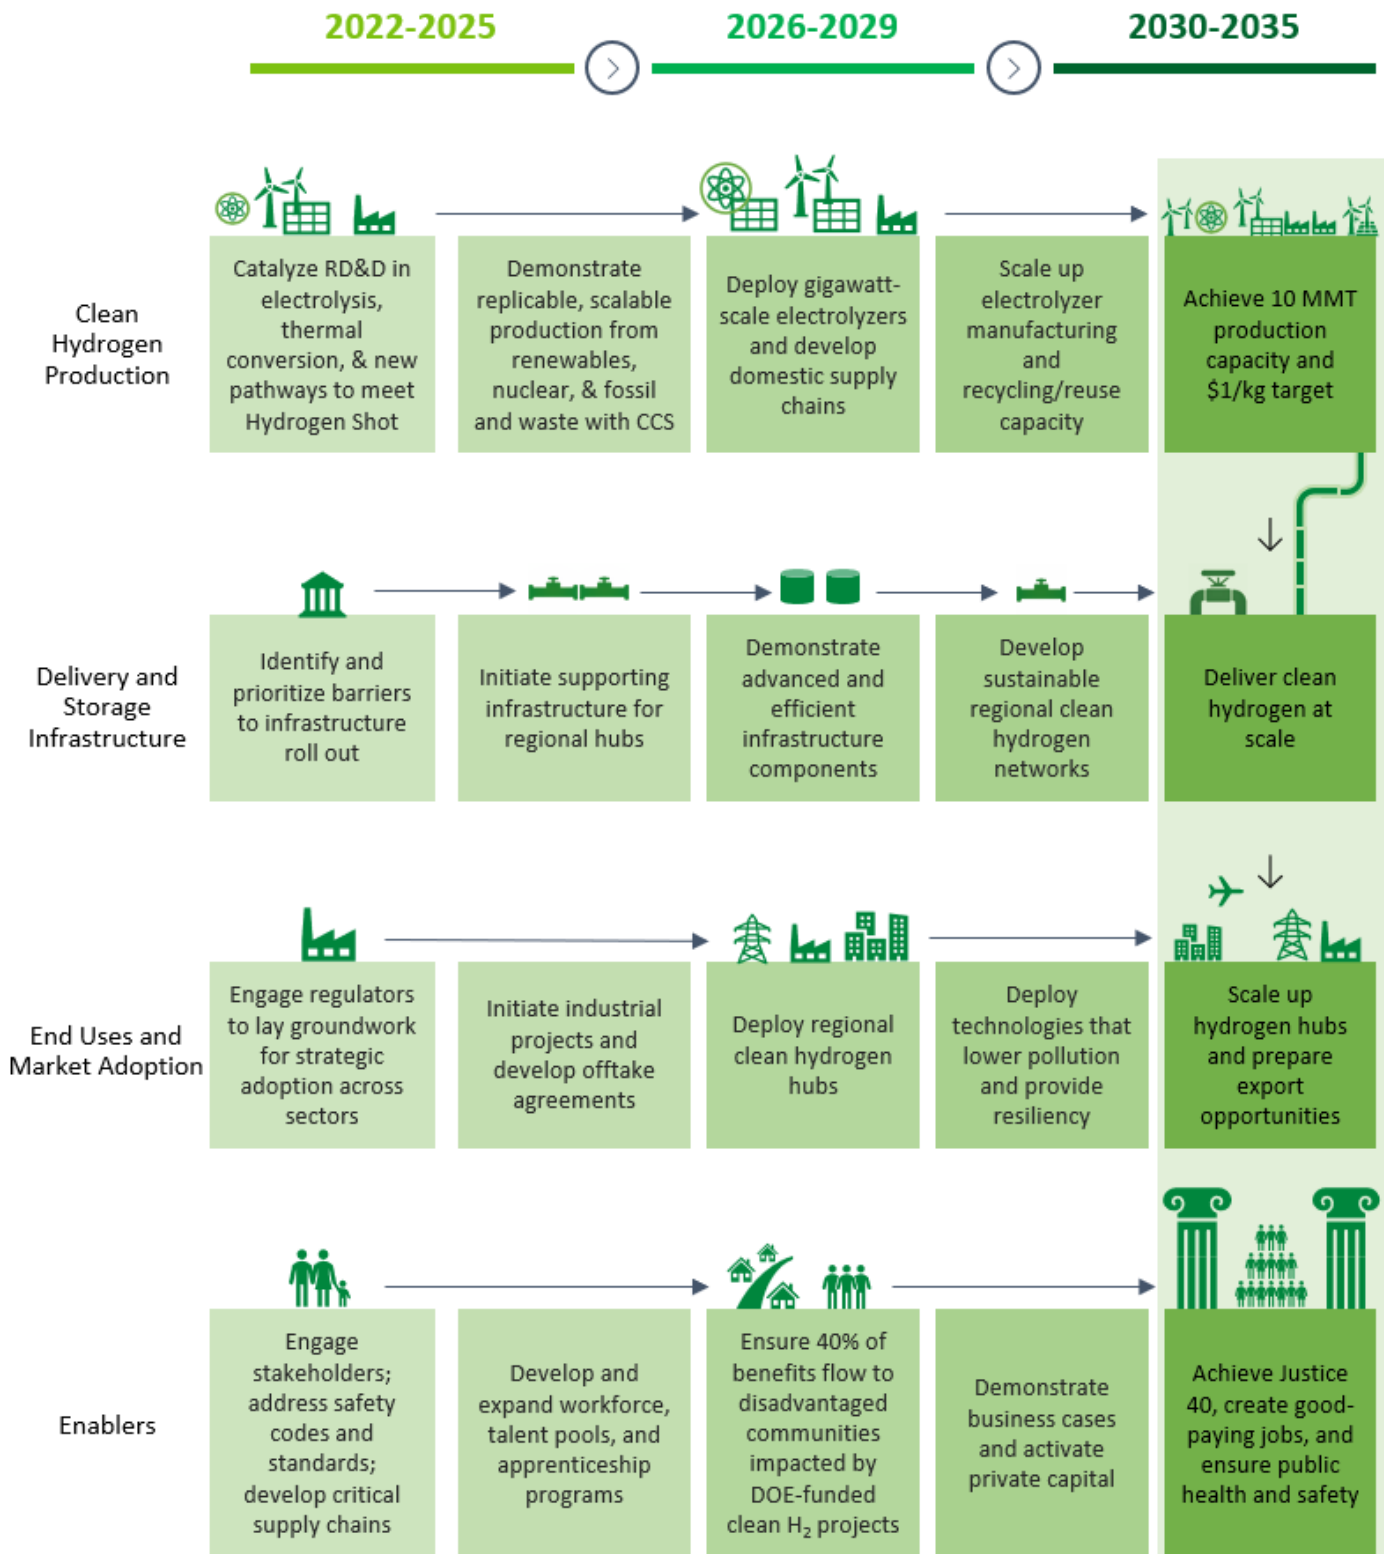 2022-2025
2026-2029
2030-2035
Clean
Hydrogen
Production
Catalyze RD&D in
electrolysis,
thermal
conversion, & new
pathways to meet
Hydrogen Shot
Demonstrate
replicable, scalable
production from
renewables,
nuclear, & fossil
and waste with CCS
Deploy gigawatt-
scale electrolyzers
and develop
domestic supply
chains
Scale up
electrolyzer
manufacturing
and
recycling/reuse
capacity
Achieve 10 MMT
production
capacity and
$1/kg target
Delivery and
Storage
Infrastructure
Identify and
prioritize barriers
to infrastructure
roll out
Initiate supporting
infrastructure for
regional hubs
Demonstrate
advanced and
efficient
infrastructure
components
Develop
sustainable
regional clean
hydrogen
networks
Deliver clean
hydrogen at
scale
End Uses and
Market Adoption
Engage regulators
to lay groundwork
for strategic
adoption across
sectors
Initiate industrial
projects and
develop offtake
agreements
Deploy regional
clean hydrogen
hubs
Deploy
technologies that
lower pollution
and provide
resiliency
Scale up
hydrogen hubs
and prepare
export
opportunities
Enablers
Engage
stakeholders;
address safety
codes and
standards;
develop critical
supply chains
Develop and
expand workforce,
talent pools, and
apprenticeship
programs
Ensure 40% of
benefits flow to
disadvantaged
communities
impacted by
DOE-funded
clean H₂ projects
Demonstrate
business cases
and activate
private capital
Achieve Justice
40, create good-
paying jobs, and
ensure public
health and safety